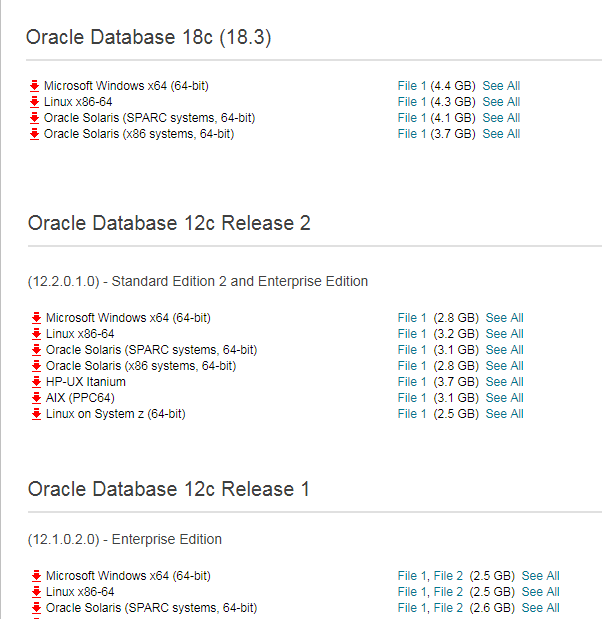 Oracle Database 18c (18.3)
Microsoft Windows x64 (64-bit) File 1 (4.4 GB) See All
Linux x86-64 File 1 (4.3 GB) See All
Oracle Solaris (SPARC systems, 64-bit) File 1 (4.1 GB) See All
Oracle Solaris (x86 systems, 64-bit) File 1 (3.7 GB) See All
Oracle Database 12c Release 2
(12.2.0.1.0) - Standard Edition 2 and Enterprise Edition
Microsoft Windows x64 (64-bit) File 1 (2.8 GB) See All
Linux x86-64 File 1 (3.2 GB) See All
Oracle Solaris (SPARC systems, 64-bit) File 1 (3.1 GB) See All
Oracle Solaris (x86 systems, 64-bit) File 1 (2.8 GB) See All
HP-UX Itanium File 1 (3.7 GB) See All
AIX (PPC64) File 1 (3.1 GB) See All
Linux on System z (64-bit) File 1 (2.5 GB) See All
Oracle Database 12c Release 1
(12.1.0.2.0) - Enterprise Edition
Microsoft Windows x64 (64-bit) File 1, File 2 (2.5 GB) See All
Linux x86-64 File 1, File 2 (2.5 GB) See All
Oracle Solaris (SPARC systems, 64-bit) File 1, File 2 (2.6 GB) See All